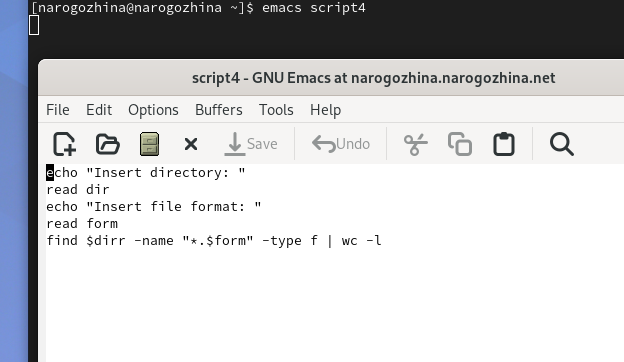 [narogozhina@narogozhina ~]$ emacs script4
script4 - GNU Emacs at narogozhina.narogozhina.net
File Edit Options Buffers Tools Help
Save Undo
echo "Insert directory: "
read dir
echo "Insert file format: "
read form
find $dirr -name "*.$form" -type f | wc -l